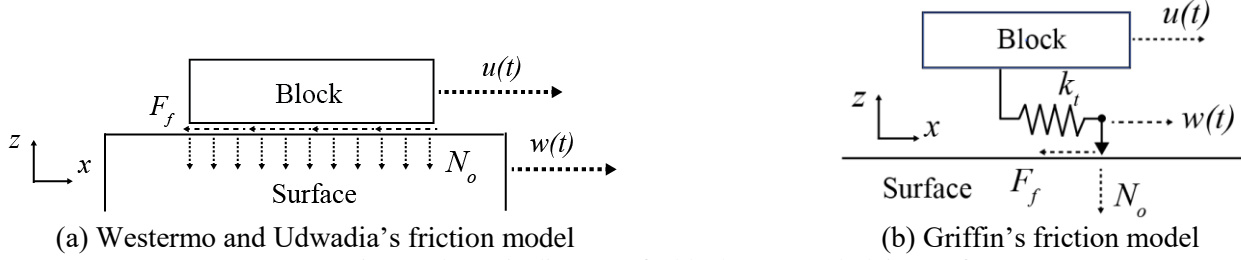 Block
u(t)
F_f
z
x
N_o
w(t)
Surface
(a) Westermo and Udwadia's friction model
Block
u(t)
k_t
z
x
w(t)
Surface
F_f
N_o
(b) Griffin's friction model